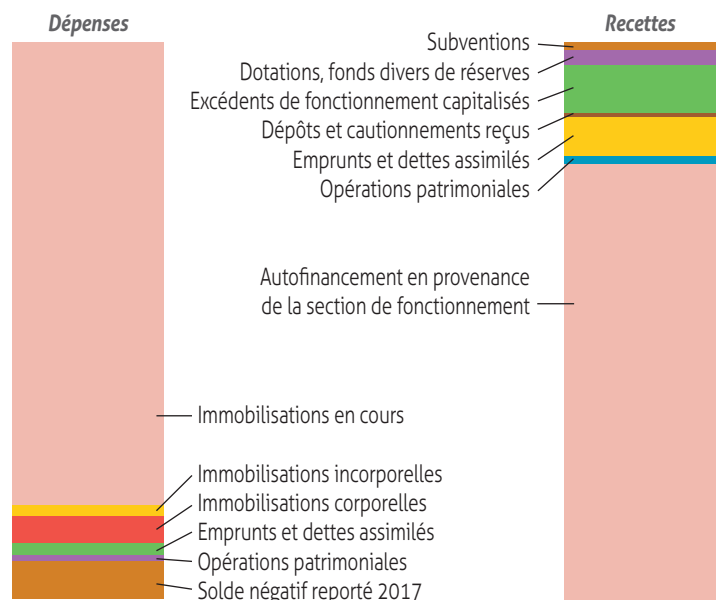 Dépenses
Recettes
Subventions
Dotations, fonds divers de réserves
Excédents de fonctionnement capitalisés
Dépôts et cautionnements reçus
Emprunts et dettes assimilés
Opérations patrimoniales
Autofinancement en provenance
de la section de fonctionnement
Immobilisations en cours
Immobilisations incorporelles
Immobilisations corporelles
Emprunts et dettes assimilés
Opérations patrimoniales
Solde négatif reporté 2017